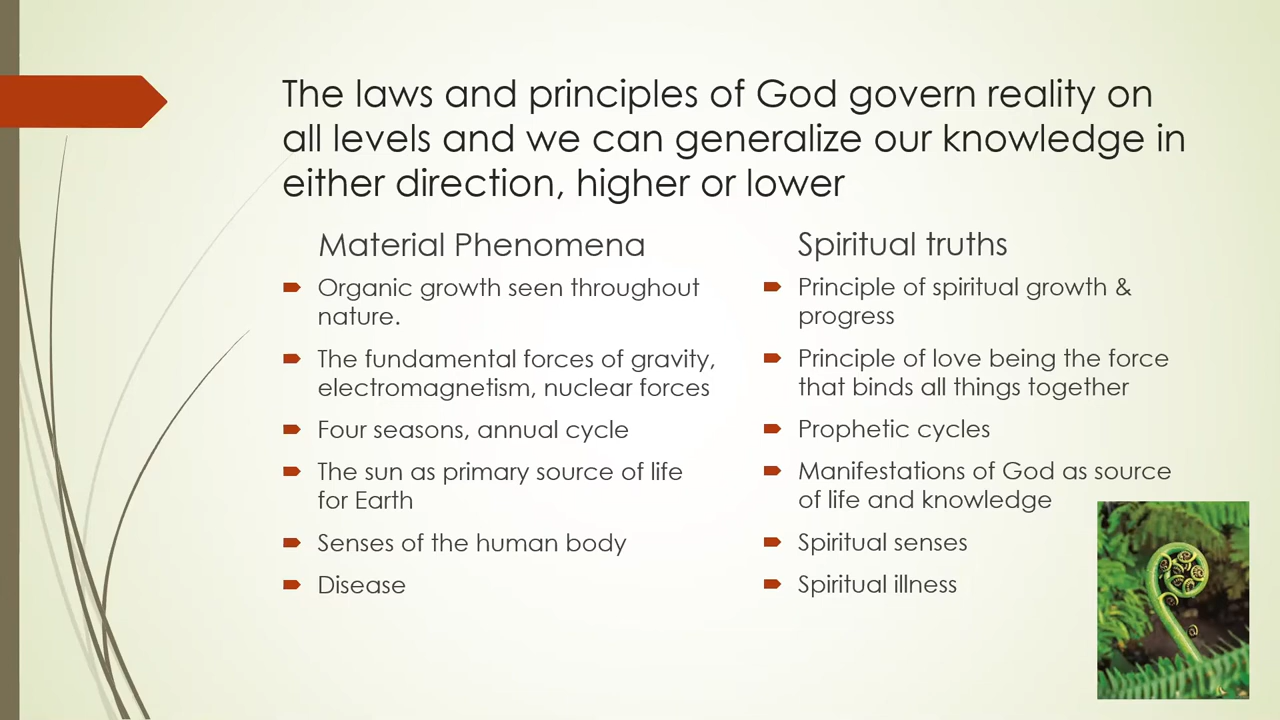 The laws and principles of God govern reality on
all levels and we can generalize our knowledge in
either direction, higher or lower
Material Phenomena
Organic growth seen throughout
nature.
The fundamental forces of gravity,
electromagnetism, nuclear forces
Four seasons, annual cycle
The sun as primary source of life
for Earth
Senses of the human body
Disease
Spiritual truths
Principle of spiritual growth &
progress
Principle of love being the force
that binds all things together
Prophetic cycles
Manifestations of God as source
of life and knowledge
Spiritual senses
Spiritual illness